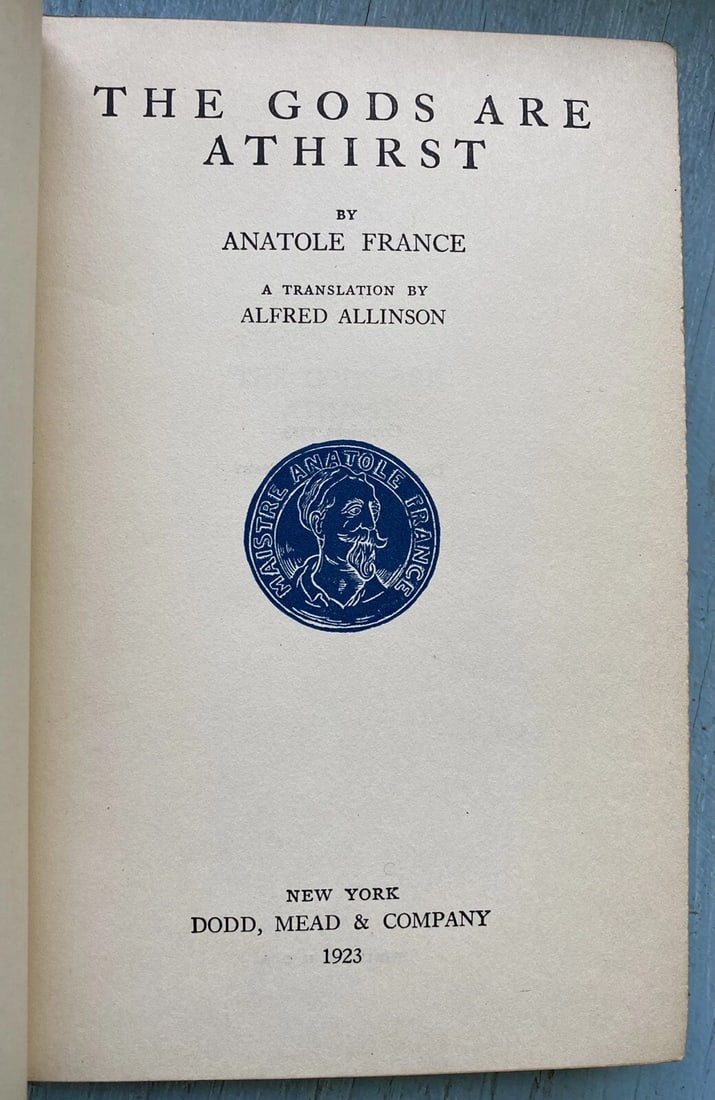 THE GODS ARE
ATHIRST
BY
ANATOLE FRANCE
A TRANSLATION BY
ALFRED ALLINSON
MAISTRE ANATOLE FRANCE
NEW YORK
DODD, MEAD & COMPANY
1923